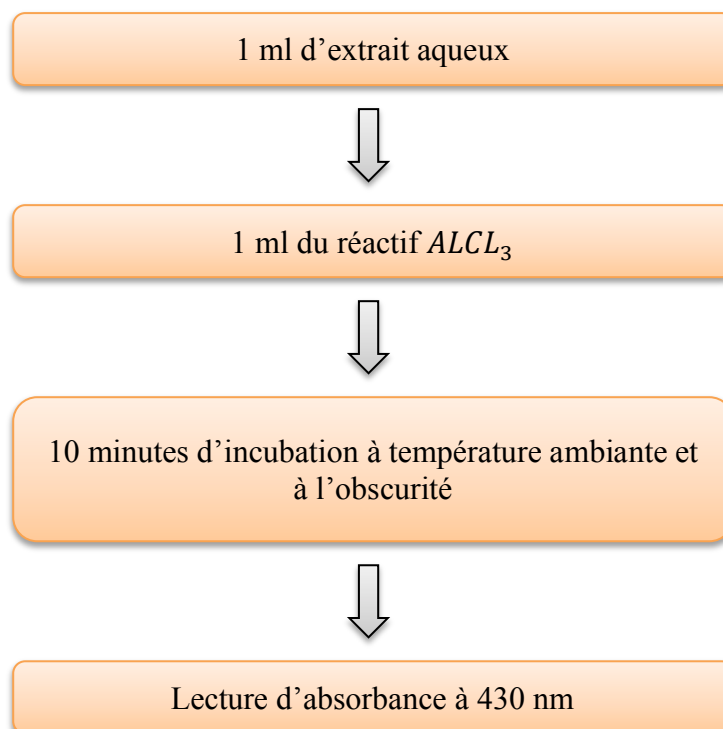 1 ml d’extrait aqueux
1 ml du réactif ALCL₃
10 minutes d’incubation à température ambiante et
à l’obscurité
Lecture d’absorbance à 430 nm